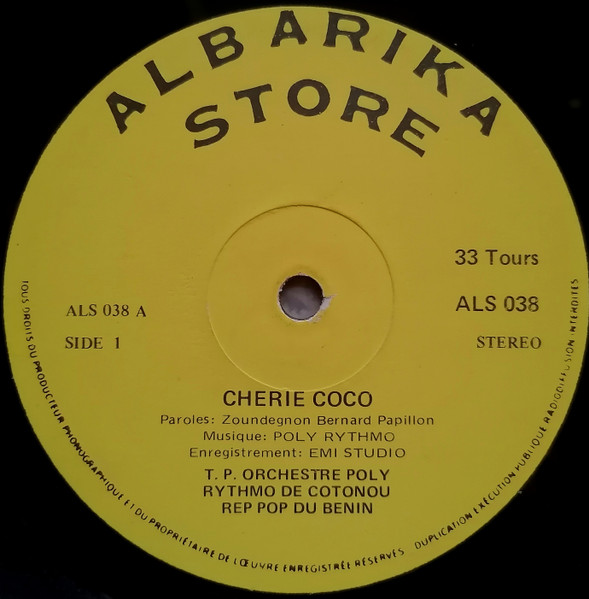 ALBARIKA
STORE
33 Tours
ALS 038 A
ALS 038
SIDE 1
STEREO
CHERIE COCO
Paroles: Zoundegnon Bernard Papillon
Musique: POLY RYTHMO
Enregistrement: EMI STUDIO
T. P. ORCHESTRE POLY
RYTHMO DE COTONOU
REP POP DU BENIN
TOUS DROITS DU PRODUCTEUR PHONOGRAPHIQUE ET DU PROPRIÉTAIRE DE L'ŒUVRE ENREGISTRÉE RÉSERVÉS. DUPLICATION EXÉCUTION PUBLIQUE RADIODIFFUSION INTERDITES